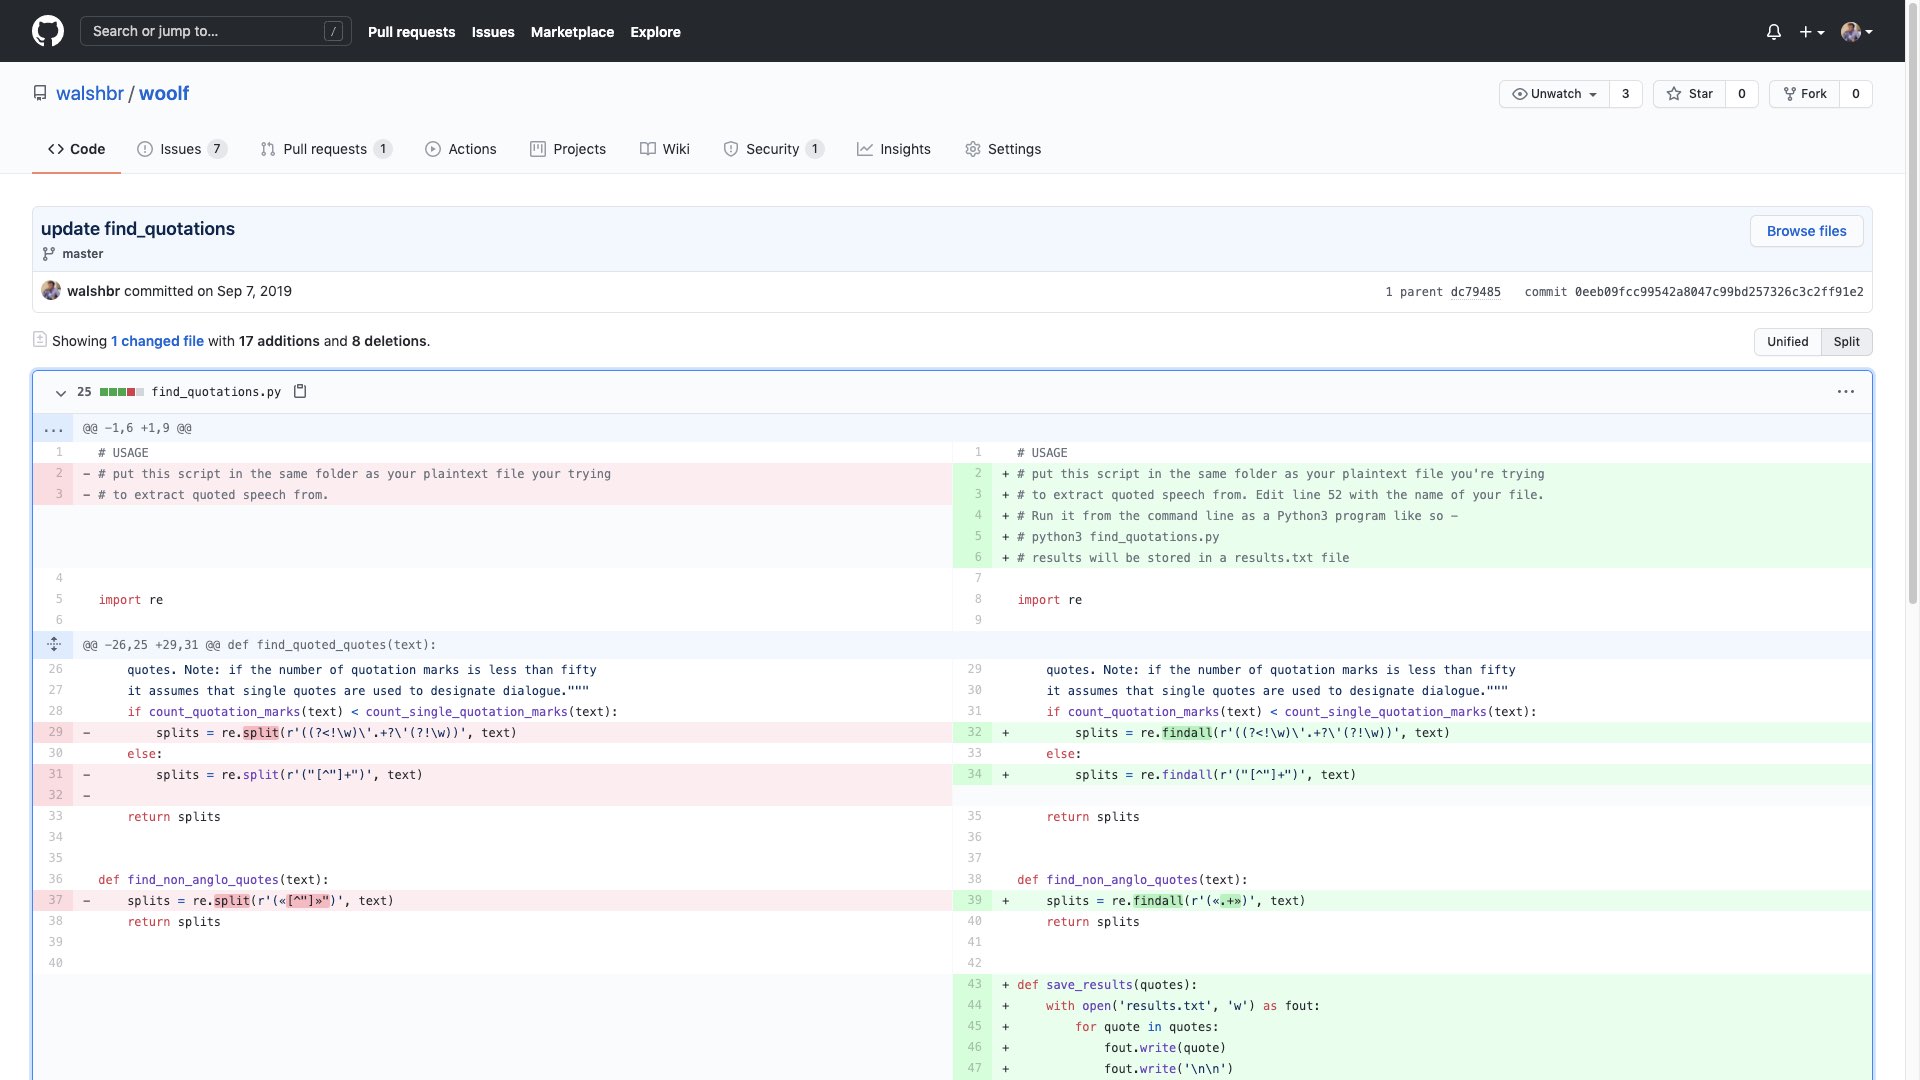 Search or jump to... /
Pull requests Issues Marketplace Explore
walshbr / woolf
Unwatch 3 Star 0 Fork 0
Code Issues 7 Pull requests 1 Actions Projects Wiki Security 1 Insights Settings
update find_quotations
Browse files
master
walshbr committed on Sep 7, 2019
1 parent dc79485 commit 0eeb09fcc99542a8047c99bd257326c3c2ff91e2
Showing 1 changed file with 17 additions and 8 deletions.
Unified Split
25 find_quotations.py ...
... @@ -1,6 +1,9 @@
1 # USAGE
2 - # put this script in the same folder as your plaintext file your trying
3 - # to extract quoted speech from.
4
5 import re
6
1 # USAGE
2 + # put this script in the same folder as your plaintext file you're trying
3 + # to extract quoted speech from. Edit line 52 with the name of your file.
4 + # Run it from the command line as a Python3 program like so -
5 + # python3 find_quotations.py
6 + # results will be stored in a results.txt file
7
8 import re
9
@@ -26,25 +29,31 @@ def find_quoted_quotes(text):
26 quotes. Note: if the number of quotation marks is less than fifty
27 it assumes that single quotes are used to designate dialogue."""
28 if count_quotation_marks(text) < count_single_quotation_marks(text):
29 - splits = re.split(r'((?<!\w)\'.+?\'(?!\w))', text)
30 else:
31 - splits = re.split(r'("[^"]+")', text)
32 -
33 return splits
34
35
36 def find_non_anglo_quotes(text):
37 - splits = re.split(r'(«[^"]»")', text)
38 return splits
39
40
29 quotes. Note: if the number of quotation marks is less than fifty
30 it assumes that single quotes are used to designate dialogue."""
31 if count_quotation_marks(text) < count_single_quotation_marks(text):
32 + splits = re.findall(r'((?<!\w)\'.+?\'(?!\w))', text)
33 else:
34 + splits = re.findall(r'("[^"]+")', text)
35 return splits
36
37
38 def find_non_anglo_quotes(text):
39 + splits = re.findall(r'(«.+»)', text)
40 return splits
41
42
43 + def save_results(quotes):
44 + with open('results.txt', 'w') as fout:
45 + for quote in quotes:
46 + fout.write(quote)
47 + fout.write('\n\n')